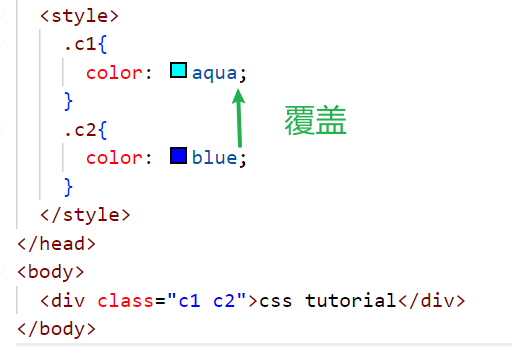 <style>
.c1{
color: aqua;
}
覆盖
.c2{
color: blue;
}
</style>
</head>
<body>
<div class="c1 c2">css tutorial</div>
</body>